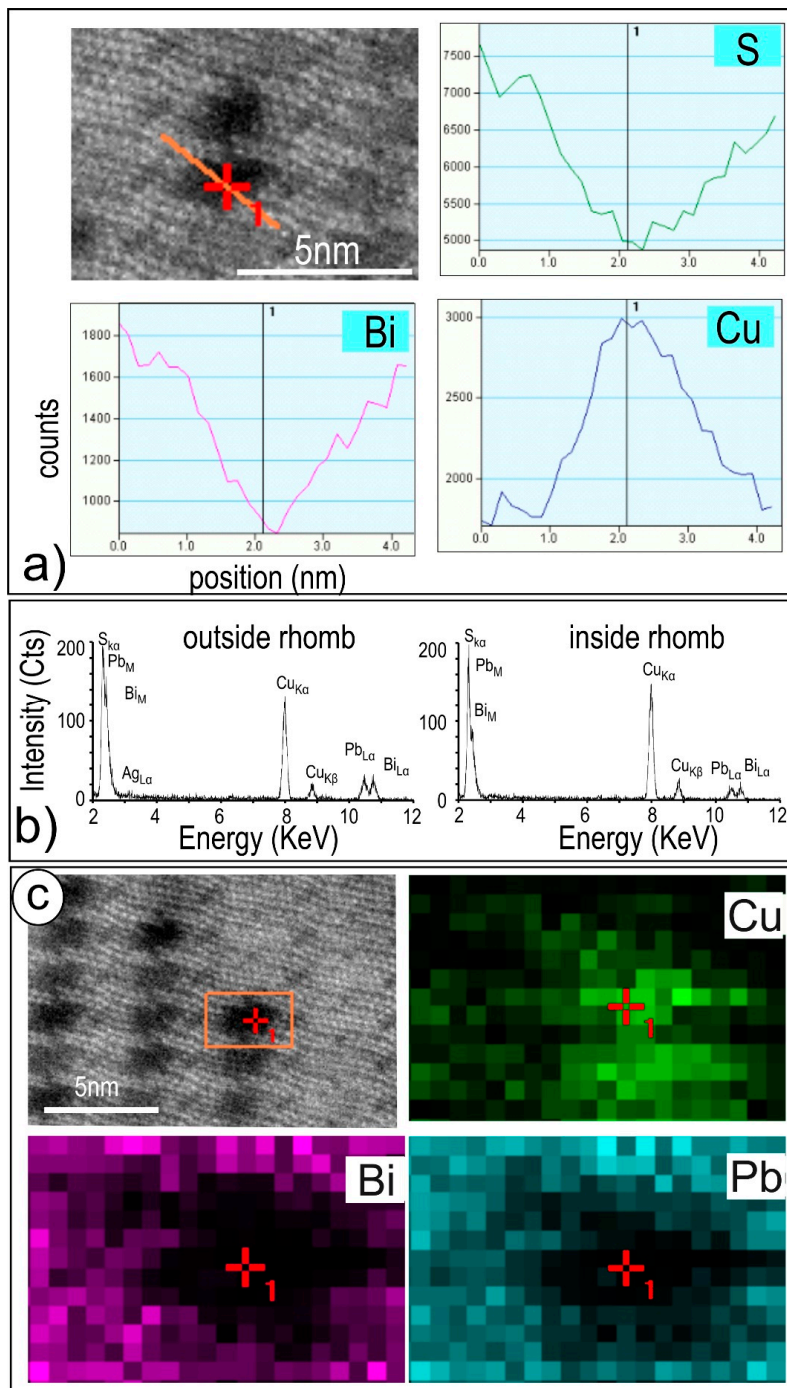 1
5nm
1
S
7500
7000
6500
6000
5500
5000
0.0 1.0 2.0 3.0 4.0
1
Bi
1800
1600
1400
1200
1000
0.0 1.0 2.0 3.0 4.0
counts
position (nm)
1
Cu
3000
2500
2000
0.0 1.0 2.0 3.0 4.0
a)
outside rhomb
Skα
PbM
BiM
AgLα
CuKα
CuKβ
PbLα
BiLα
200
100
0
2 4 6 8 10 12
Intensity (Cts)
Energy (KeV)
inside rhomb
Skα
PbM
BiM
CuKα
CuKβ
PbLα
BiLα
200
100
0
2 4 6 8 10 12
Energy (KeV)
b)
c
1
5nm
Cu
1
Bi
1
Pb
1